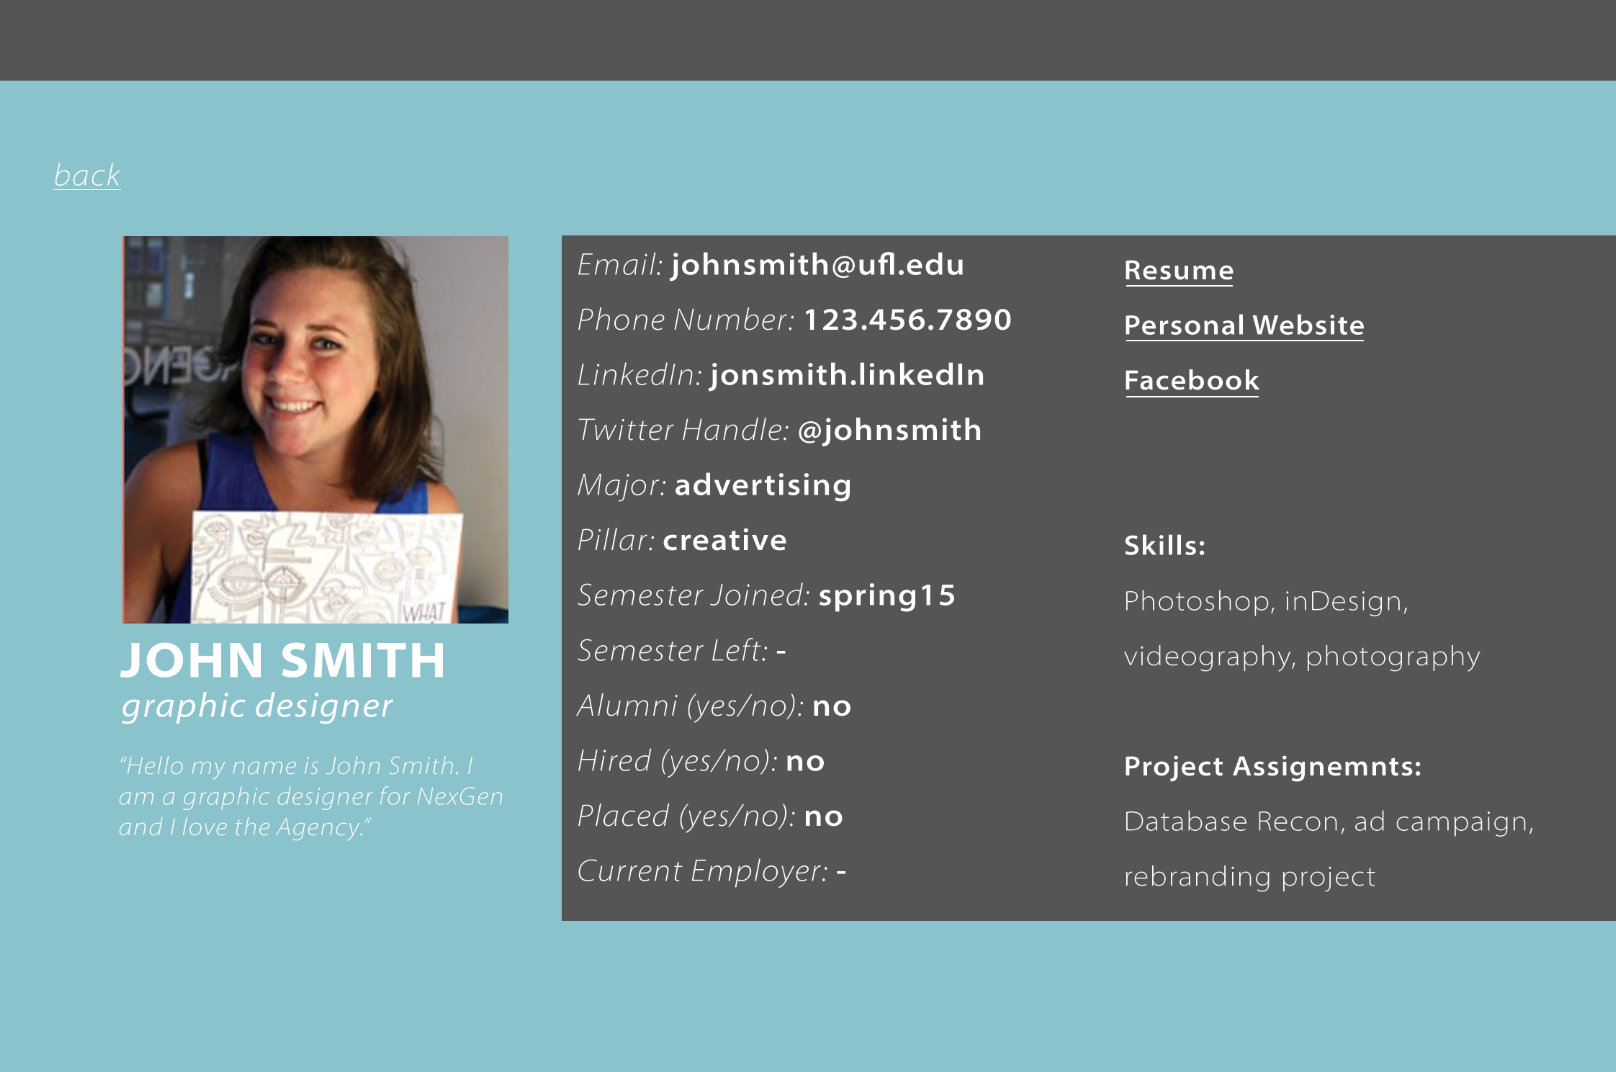 back
JOHN SMITH
graphic designer
“Hello my name is John Smith. I
am a graphic designer for NexGen
and I love the Agency.”
WHAT
Email: johnsmith@ufl.edu
Phone Number: 123.456.7890
LinkedIn: jonsmith.linkedIn
Twitter Handle: @johnsmith
Major: advertising
Pillar: creative
Semester Joined: spring15
Semester Left: -
Alumni (yes/no): no
Hired (yes/no): no
Placed (yes/no): no
Current Employer: -
Resume
Personal Website
Facebook
Skills:
Photoshop, inDesign,
videography, photography
Project Assignemnts:
Database Recon, ad campaign,
rebranding project